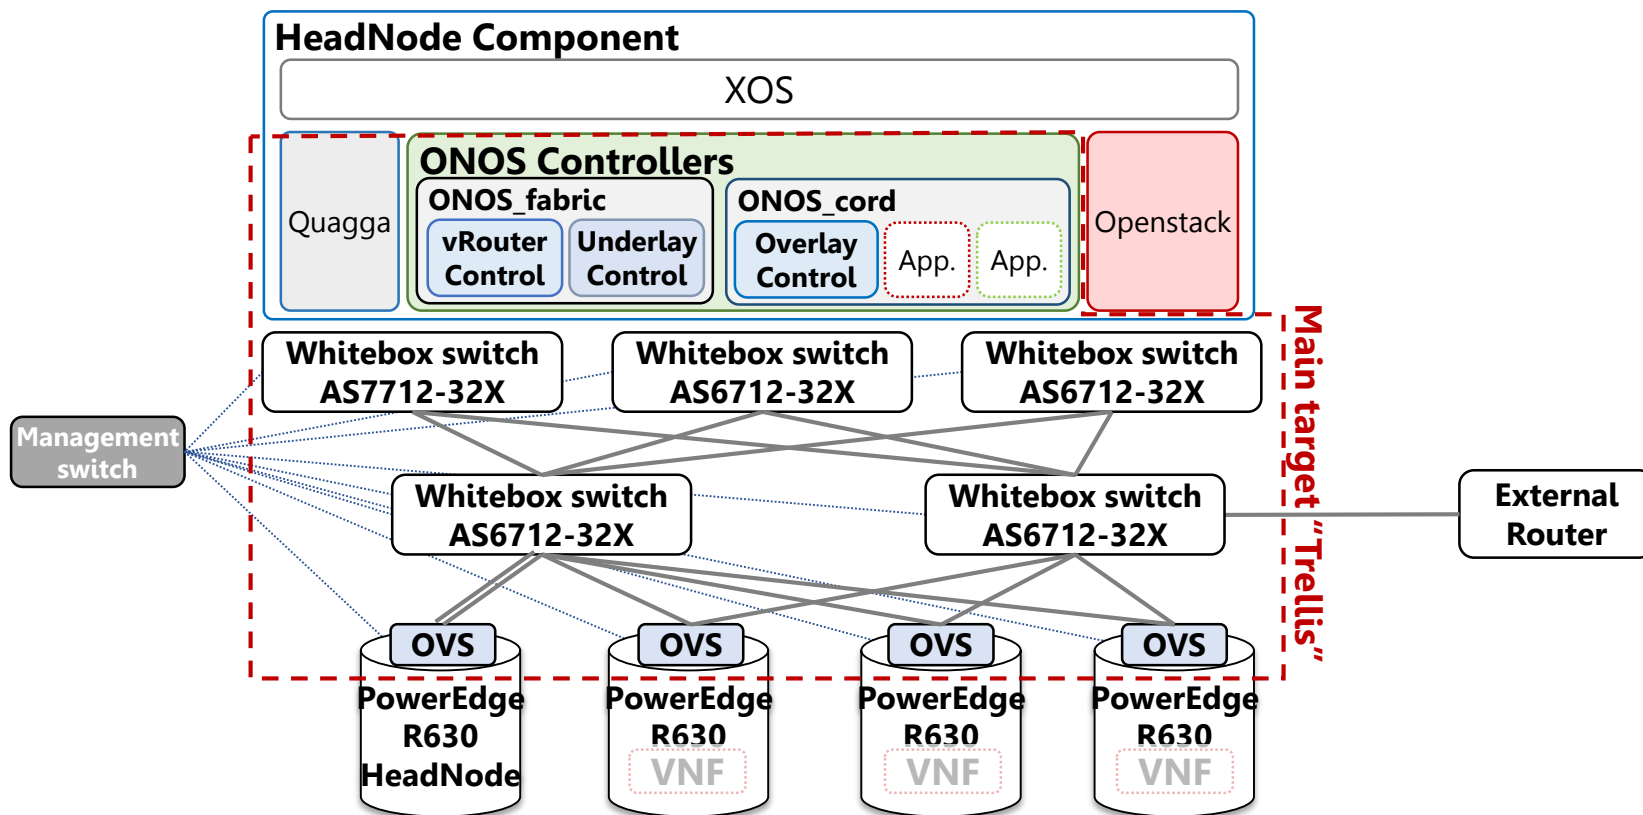 HeadNode Component
XOS
Quagga
ONOS Controllers
ONOS_fabric
vRouter
Control
Underlay
Control
ONOS_cord
Overlay
Control
App.
App.
Openstack
Main target “Trellis”
Whitebox switch
AS7712-32X
Whitebox switch
AS6712-32X
Whitebox switch
AS6712-32X
Management
switch
Whitebox switch
AS6712-32X
Whitebox switch
AS6712-32X
External
Router
OVS
OVS
OVS
OVS
PowerEdge
R630
HeadNode
PowerEdge
R630
VNF
PowerEdge
R630
VNF
PowerEdge
R630
VNF